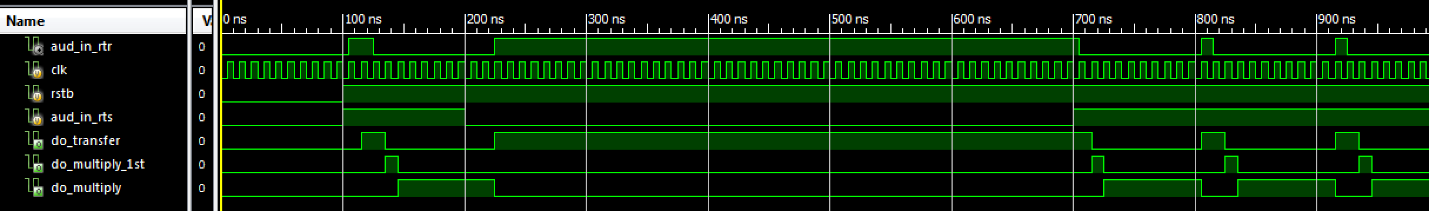 Name V 0 ns 100 ns 200 ns 300 ns 400 ns 500 ns 600 ns 700 ns 800 ns 900 ns
aud_in_rtr 0
clk 0
rstb 0
aud_in_rts 0
do_transfer 0
do_multiply_1st 0
do_multiply 0